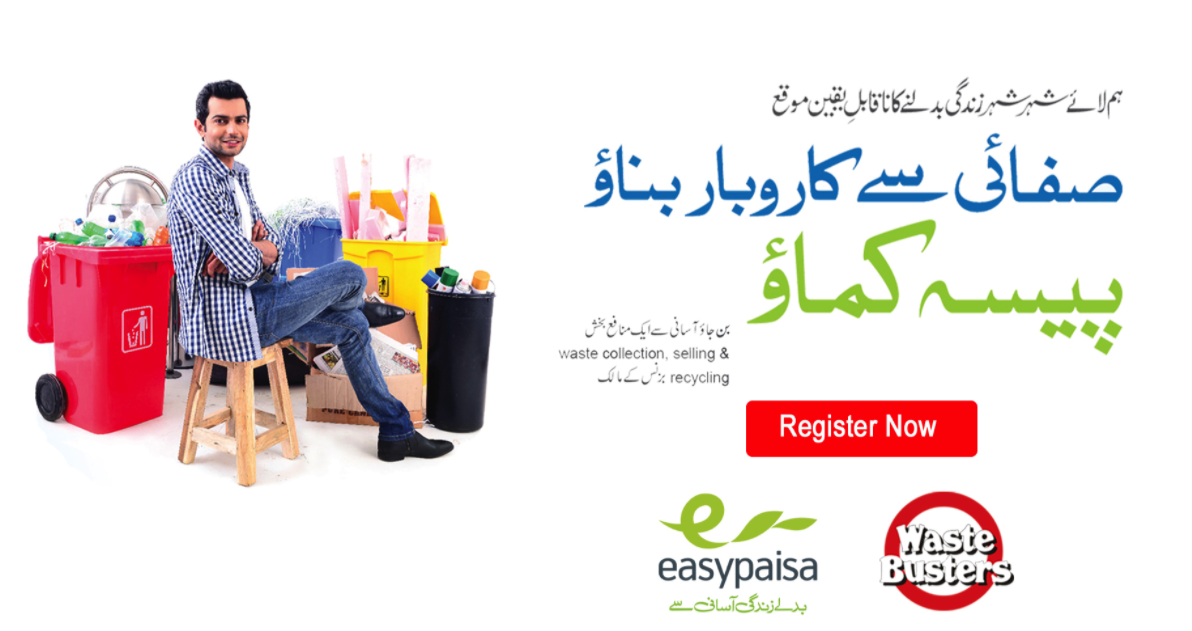 ہم لائے شہر شہر زندگی بدلنے کا ناقابلِ یقین موقع
صفائی سے کاروبار بناؤ
پیسہ کماؤ
بن جاؤ آسانی سے ایک منافع بخش
waste collection, selling &
recycling بزنس کے مالک
Register Now
easypaisa
بدلے زندگی آسانی سے
Waste
Busters